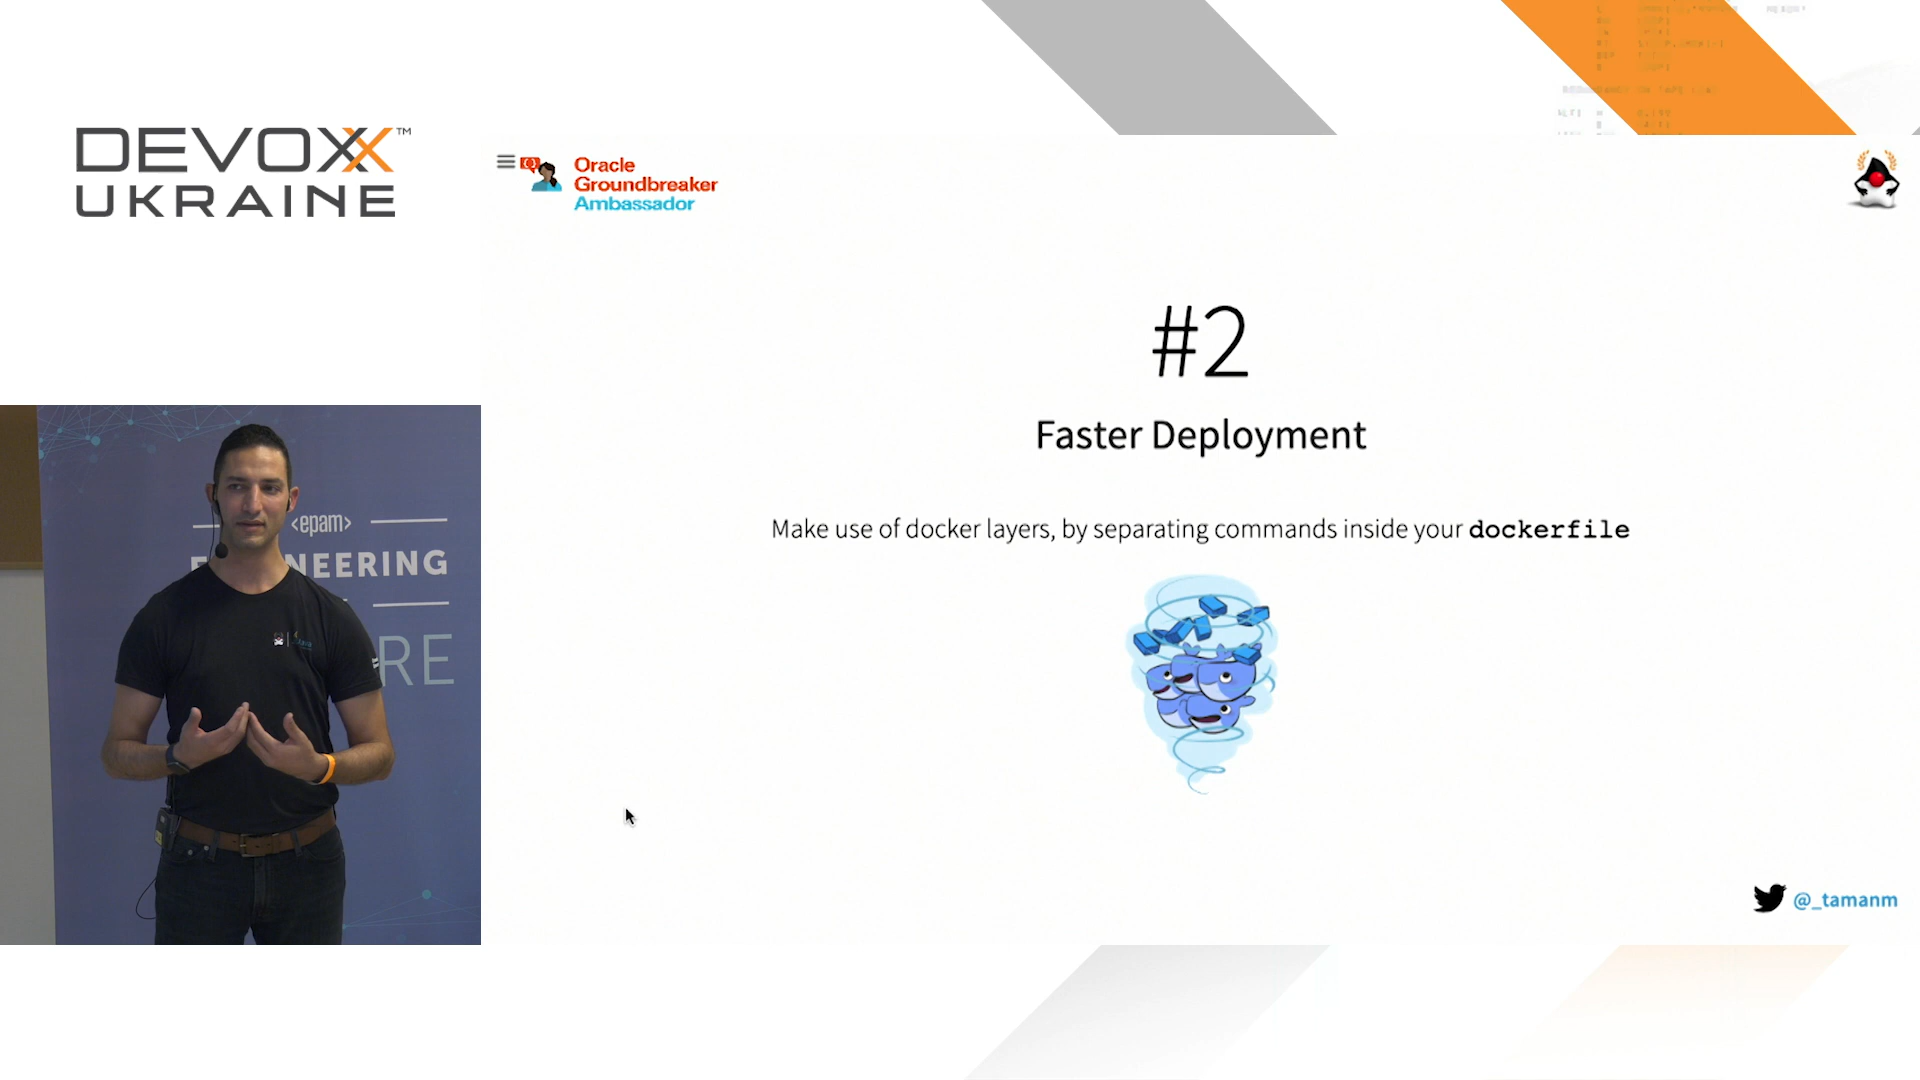 DEVOXX™
UKRAINE
Oracle
Groundbreaker
Ambassador
#2
Faster Deployment
Make use of docker layers, by separating commands inside your dockerfile
<epam>
NEERING
RE
@_tamanm